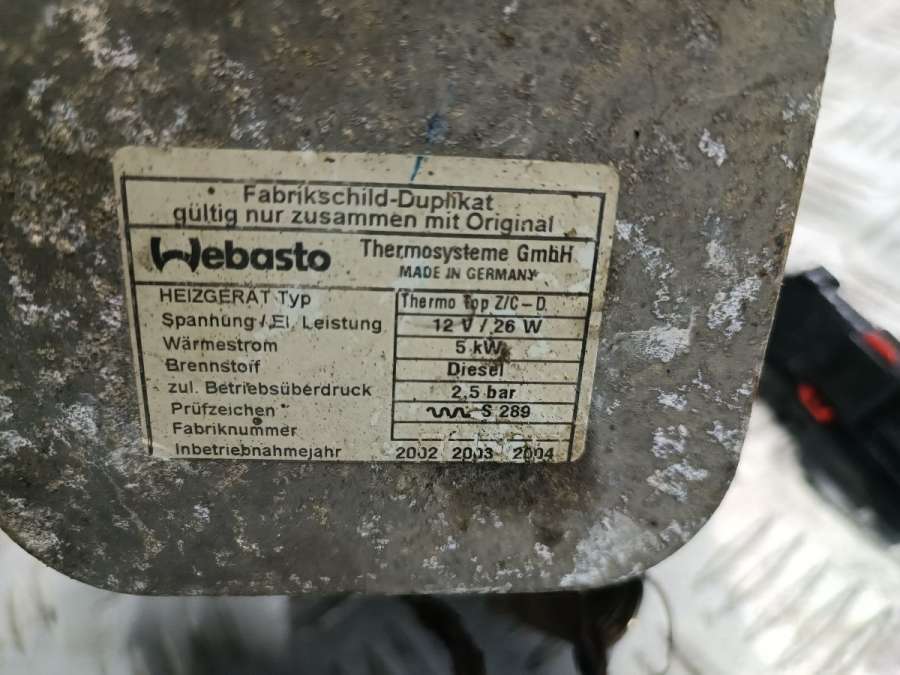 Fabrikschild-Duplikat
gültig nur zusammen mit Original
Webasto Thermosysteme GmbH
MADE IN GERMANY
HEIZGERÄT Typ Thermo Top Z/C-D
Spannung / El. Leistung 12 V / 26 W
Wärmestrom 5 kW
Brennstoff Diesel
zul. Betriebsüberdruck 2,5 bar
Prüfzeichen S 289
Fabriknummer
Inbetriebnahmejahr 2002 2003 2004